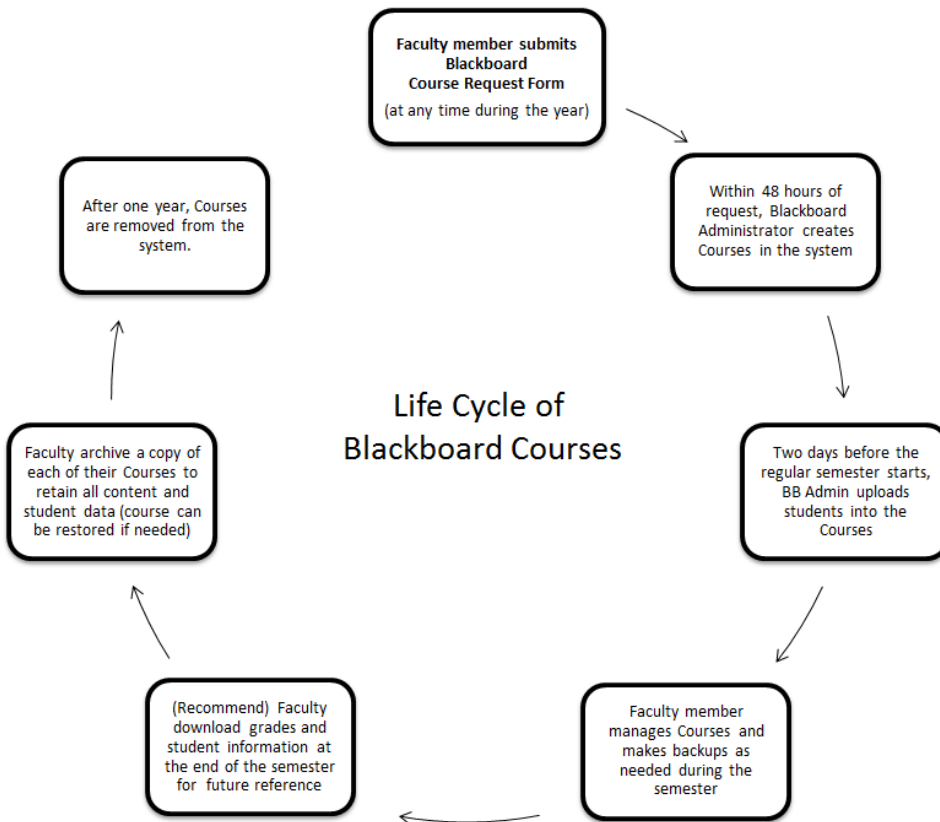 Faculty member submits
Blackboard
Course Request Form
(at any time during the year)
Within 48 hours of
request, Blackboard
Administrator creates
Courses in the system
Two days before the
regular semester starts,
BB Admin uploads
students into the
Courses
Faculty member
manages Courses and
makes backups as
needed during the
semester
(Recommend) Faculty
download grades and
student information at
the end of the semester
for future reference
Faculty archive a copy of
each of their Courses to
retain all content and
student data (course can
be restored if needed)
After one year, Courses
are removed from the
system.
Life Cycle of
Blackboard Courses